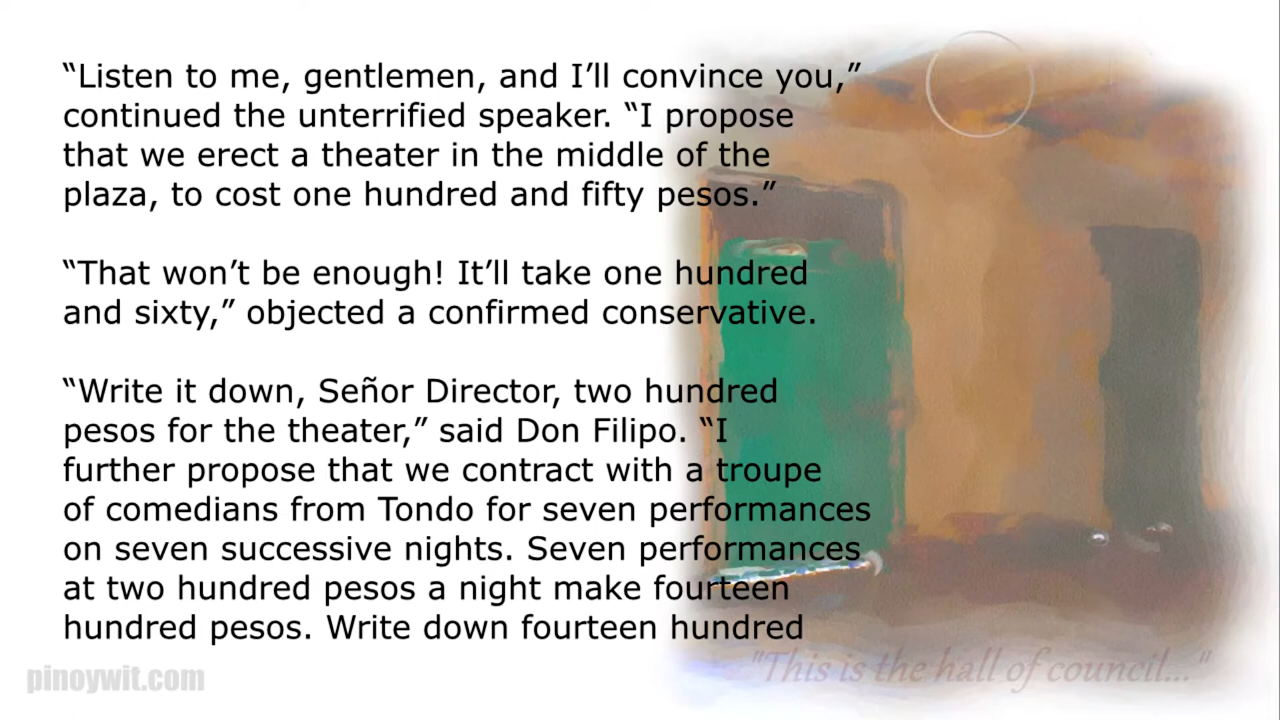 “Listen to me, gentlemen, and I’ll convince you,”
continued the unterrified speaker. “I propose
that we erect a theater in the middle of the
plaza, to cost one hundred and fifty pesos.”
“That won’t be enough! It’ll take one hundred
and sixty,” objected a confirmed conservative.
“Write it down, Señor Director, two hundred
pesos for the theater,” said Don Filipo. “I
further propose that we contract with a troupe
of comedians from Tondo for seven performances
on seven successive nights. Seven performances
at two hundred pesos a night make fourteen
hundred pesos. Write down fourteen hundred
pinoywit.com
"This is the hall of council..."